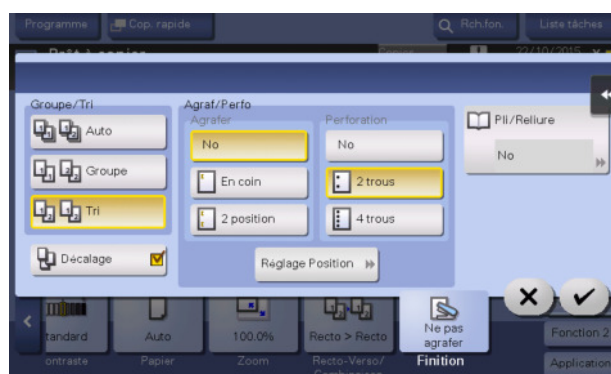 Programme
Cop. rapide
Rch.fon.
Liste tâches
22/10/2015
Groupe/Tri
Auto
Groupe
Tri
Décalage
Agraf/Perfo
Agrafer
No
En coin
2 position
Perforation
No
2 trous
4 trous
Réglage Position
Pli/Reliure
No
tandard
Auto
100.0%
Recto > Recto
Ne pas
agrafer
Fonction 2
ontraste
Papier
Zoom
Recto-Verso/
Finition
Application